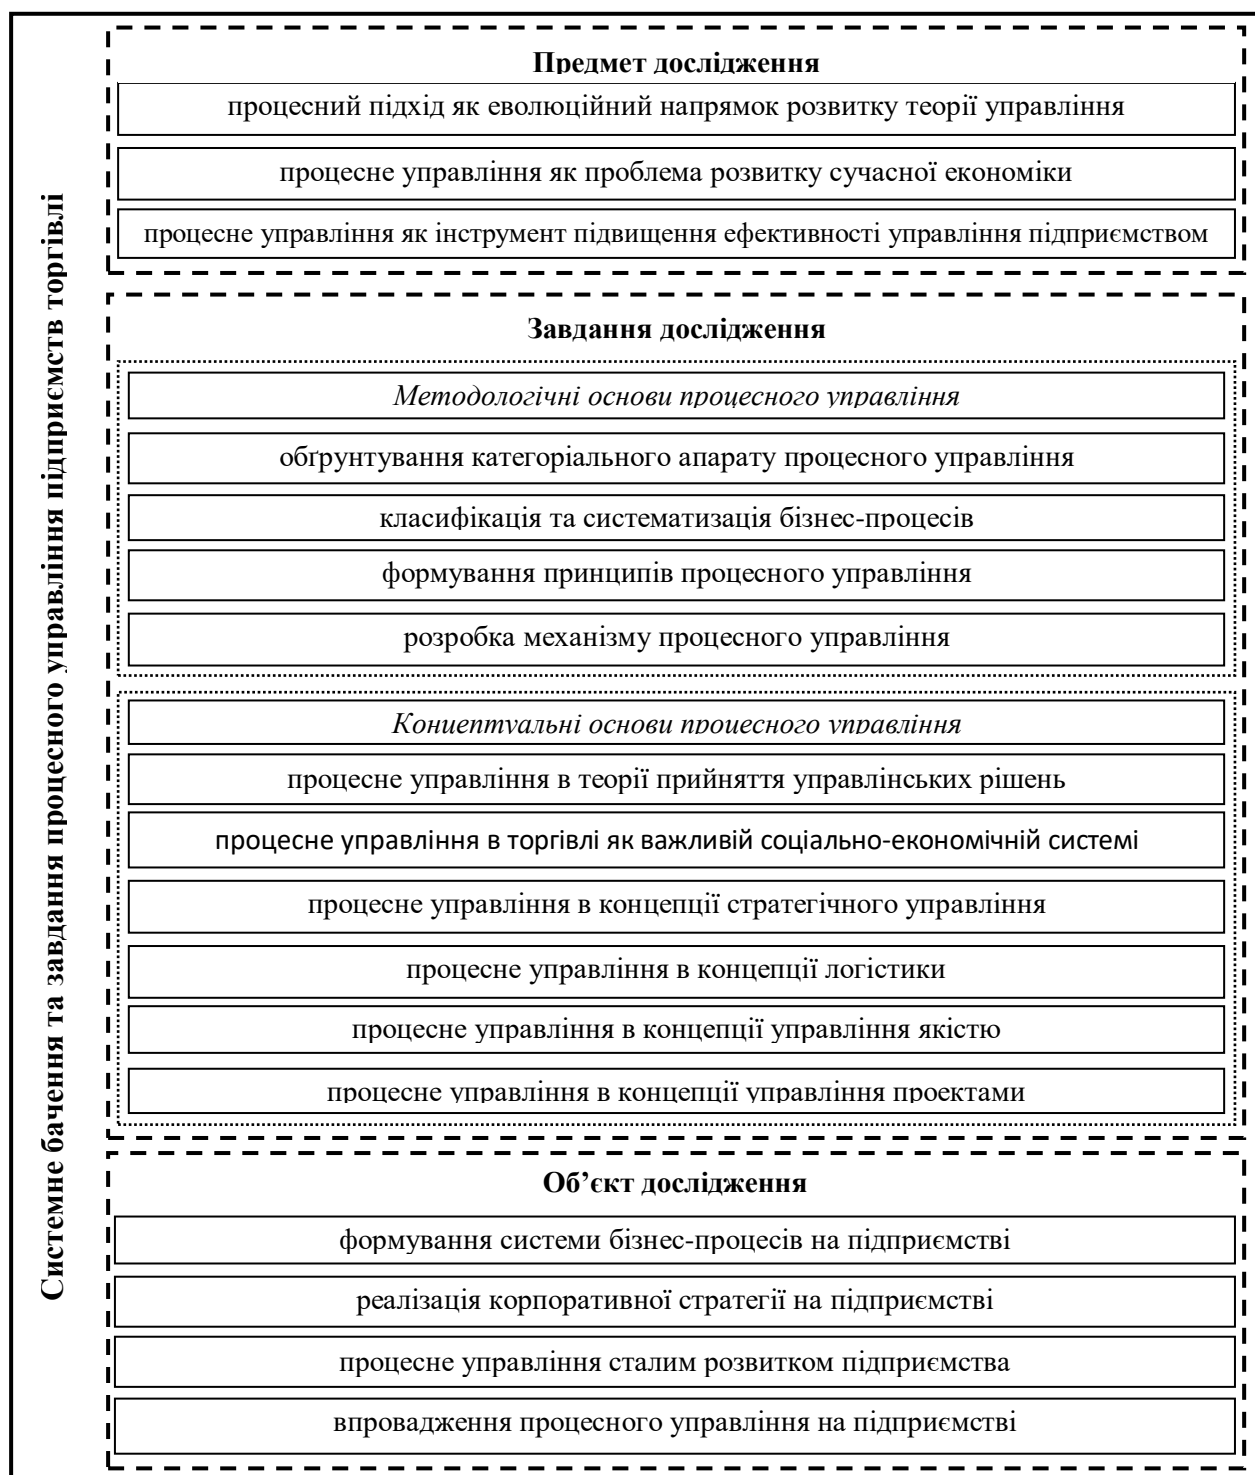 Системне бачення та завдання процесного управління підприємств торгівлі
Предмет дослідження
процесний підхід як еволюційний напрямок розвитку теорії управління
процесне управління як проблема розвитку сучасної економіки
процесне управління як інструмент підвищення ефективності управління підприємством
Завдання дослідження
Методологічні основи процесного управління
обґрунтування категоріального апарату процесного управління
класифікація та систематизація бізнес-процесів
формування принципів процесного управління
розробка механізму процесного управління
Концептуальні основи процесного управління
процесне управління в теорії прийняття управлінських рішень
процесне управління в торгівлі як важливій соціально-економічній системі
процесне управління в концепції стратегічного управління
процесне управління в концепції логістики
процесне управління в концепції управління якістю
процесне управління в концепції управління проектами
Об’єкт дослідження
формування системи бізнес-процесів на підприємстві
реалізація корпоративної стратегії на підприємстві
процесне управління сталим розвитком підприємства
впровадження процесного управління на підприємстві